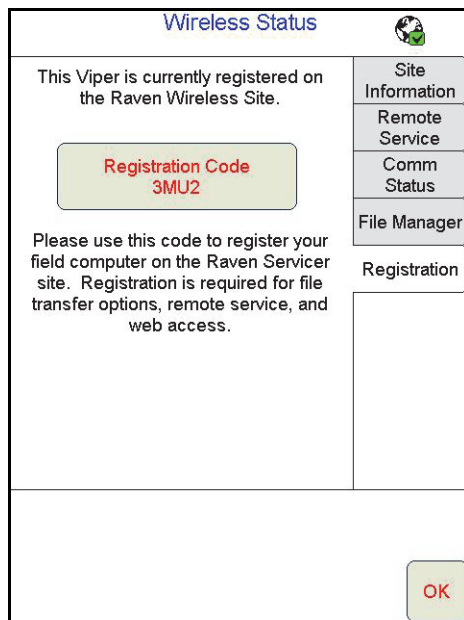 Wireless Status
This Viper is currently registered on
the Raven Wireless Site.
Registration Code
3MU2
Please use this code to register your
field computer on the Raven Servicer
site. Registration is required for file
transfer options, remote service, and
web access.
Site
Information
Remote
Service
Comm
Status
File Manager
Registration
OK